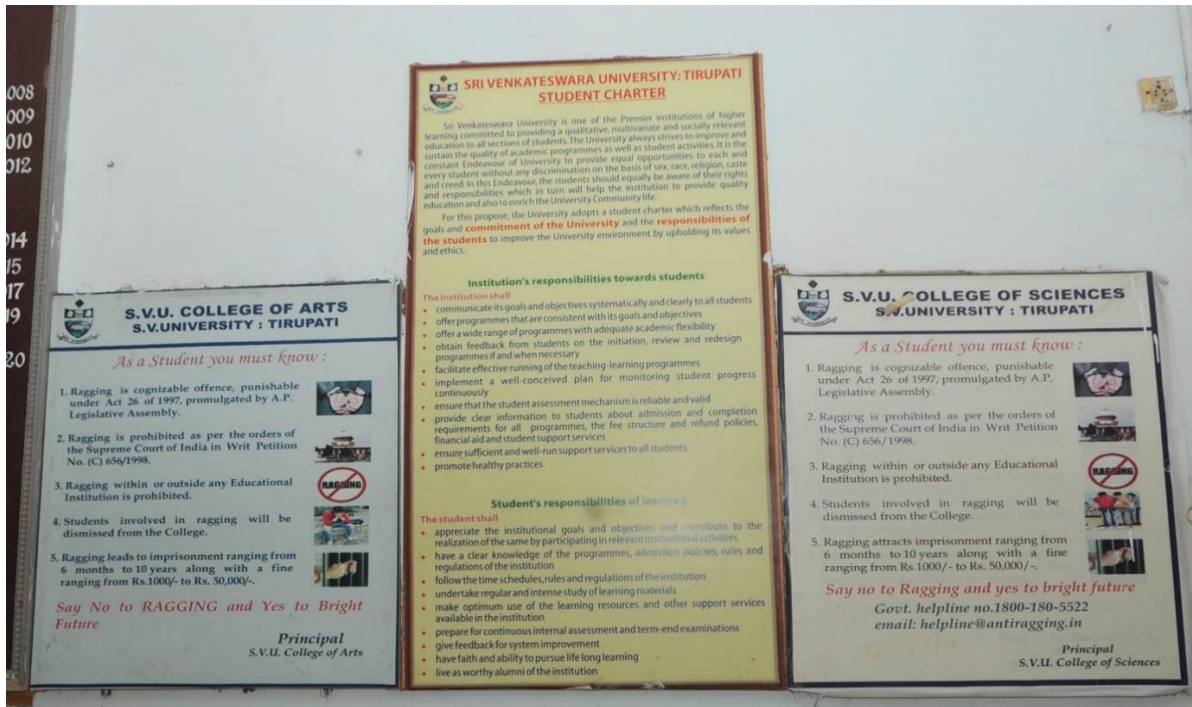 008
009
010
012
014
15
17
19
20
S.V.U. COLLEGE OF ARTS
S.V.UNIVERSITY : TIRUPATI
As a Student you must know :
1. Ragging is cognizable offence, punishable
under Act 26 of 1997, promulgated by A.P.
Legislative Assembly.
2. Ragging is prohibited as per the orders of
the Supreme Court of India in Writ Petition
No. (C) 656/1998.
3. Ragging within or outside any Educational
Institution is prohibited.
RAGGING
4. Students involved in ragging will be
dismissed from the College.
5. Ragging leads to imprisonment ranging from
6 months to 10 years along with a fine
ranging from Rs.1000/- to Rs. 50,000/-.
Say No to RAGGING and Yes to Bright
Future
Principal
S.V.U. College of Arts
SRI VENKATESWARA UNIVERSITY: TIRUPATI
STUDENT CHARTER
Sri Venkateswara University is one of the Premier institutions of higher
learning committed to providing a qualitative, multivariate and socially relevant
education to all sections of students. The University always strives to improve and
sustain the quality of academic programmes as well as student activities. It is the
constant Endeavour of University to provide equal opportunities to each and
every student without any discrimination on the basis of sex, race, religion, caste
and creed. In this Endeavour, the students should equally be aware of their rights
and responsibilities which in turn will help the institution to provide quality
education and also to enrich the University Community life.
For this propose, the University adopts a student charter which reflects the
goals and commitment of the University and the responsibilities of
the students to improve the University environment by upholding its values
and ethics.
Institution's responsibilities towards students
The institution shall
communicate its goals and objectives systematically and clearly to all students
offer programmes that are consistent with its goals and objectives
offer a wide range of programmes with adequate academic flexibility
obtain feedback from students on the initiation, review and redesign
programmes if and when necessary
facilitate effective running of the teaching-learning programmes
implement a well-conceived plan for monitoring student progress
continuously
ensure that the student assessment mechanism is reliable and valid
provide clear information to students about admission and completion
requirements for all programmes, the fee structure and refund policies,
financial aid and student support services
ensure sufficient and well-run support services to all students
promote healthy practices
Student's responsibilities of learning
The student shall
appreciate the institutional goals and objectives and contribute to the
realization of the same by participating in relevant institutional activities
have a clear knowledge of the programmes, admission policies, rules and
regulations of the institution
follow the time schedules, rules and regulations of the institution
undertake regular and intense study of learning materials
make optimum use of the learning resources and other support services
available in the institution
prepare for continuous internal assessment and term-end examinations
give feedback for system improvement
have faith and ability to pursue life long learning
live as worthy alumni of the institution
S.V.U. COLLEGE OF SCIENCES
S.V.UNIVERSITY : TIRUPATI
As a Student you must know :
1. Ragging is cognizable offence, punishable
under Act 26 of 1997, promulgated by A.P.
Legislative Assembly.
2. Ragging is prohibited as per the orders of
the Supreme Court of India in Writ Petition
No. (C) 656/1998.
3. Ragging within or outside any Educational
Institution is prohibited.
RAGGING
4. Students involved in ragging will be
dismissed from the College.
5. Ragging attracts imprisonment ranging from
6 months to 10 years along with a fine
ranging from Rs.1000/- to Rs. 50,000/-.
Say no to Ragging and yes to bright future
Govt. helpline no.1800-180-5522
email: helpline@antiragging.in
Principal
S.V.U. College of Sciences